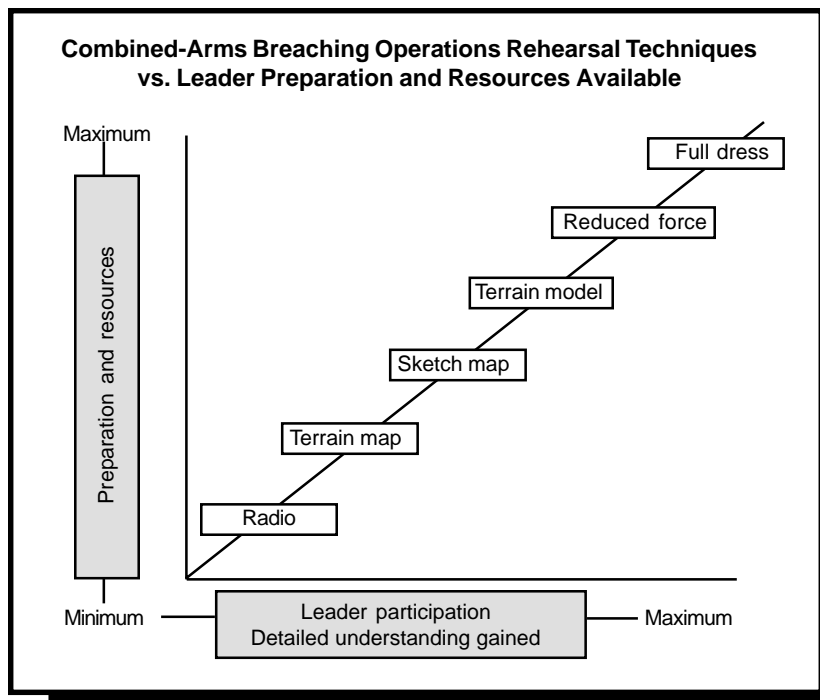 Combined-Arms Breaching Operations Rehearsal Techniques
vs. Leader Preparation and Resources Available
Maximum
Preparation and resources
Full dress
Reduced force
Terrain model
Sketch map
Terrain map
Radio
Minimum
Leader participation
Detailed understanding gained
Maximum